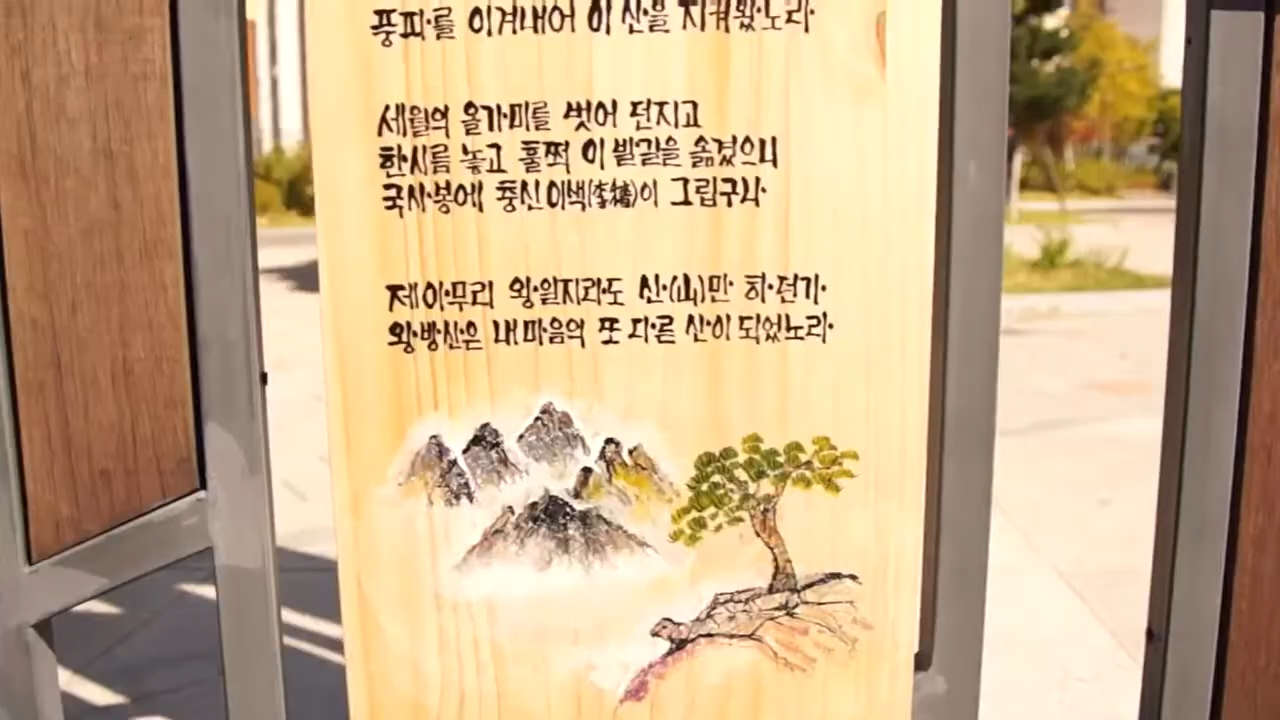 풍파를 이겨내어 이 산을 지켜왔노라
세월의 올가미를 벗어 던지고
한시름 놓고 훌쩍 이 발길을 옮겼으니
국사봉에 충신 이색(李穡)이 그립구나
제 아무리 왕일지라도 산(山)만 하던가
왕방산은 내 마음의 또 다른 산이 되었노라